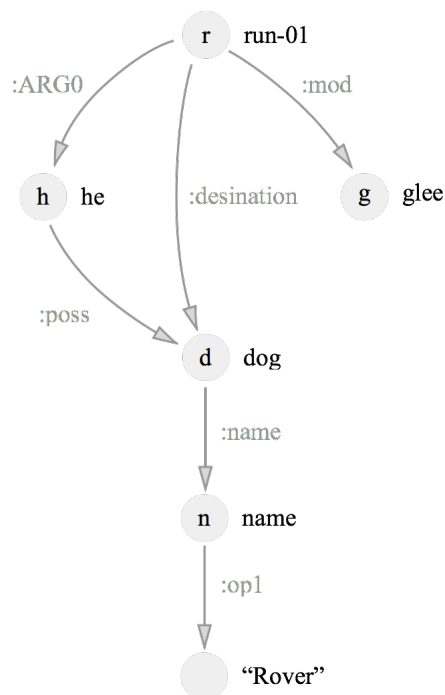 r run-01
:ARG0 :mod
h he :desination g glee
:poss
d dog
:name
n name
:op1
“Rover”